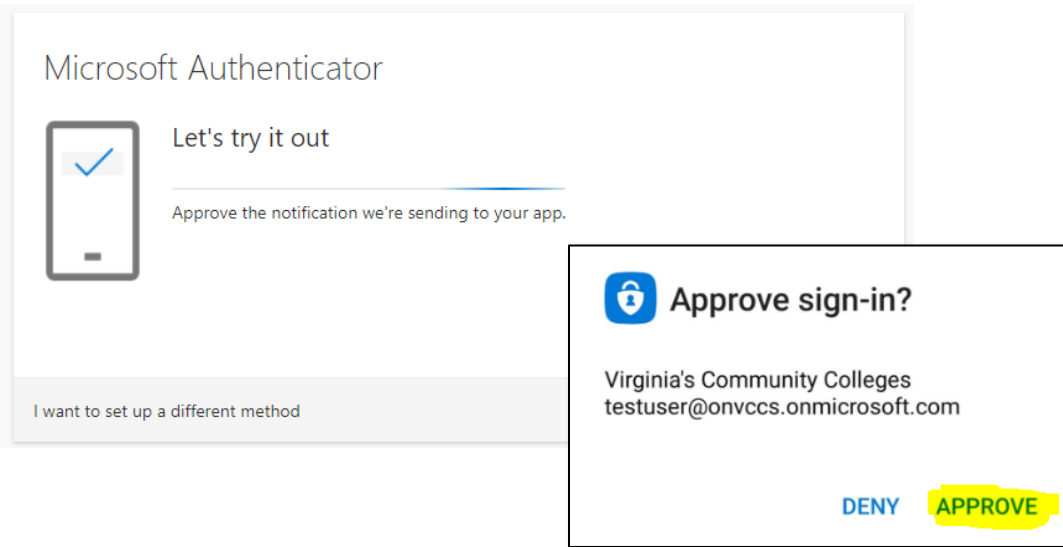 Microsoft Authenticator
Let's try it out
Approve the notification we're sending to your app.
I want to set up a different method
Approve sign-in?
Virginia's Community Colleges
testuser@onvccs.onmicrosoft.com
DENY APPROVE